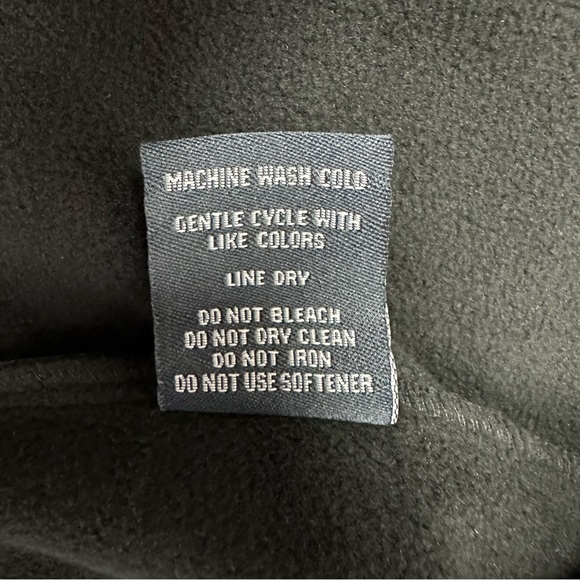 MACHINE WASH COLD
GENTLE CYCLE WITH
LIKE COLORS
LINE DRY
DO NOT BLEACH
DO NOT DRY CLEAN
DO NOT IRON
DO NOT USE SOFTENER